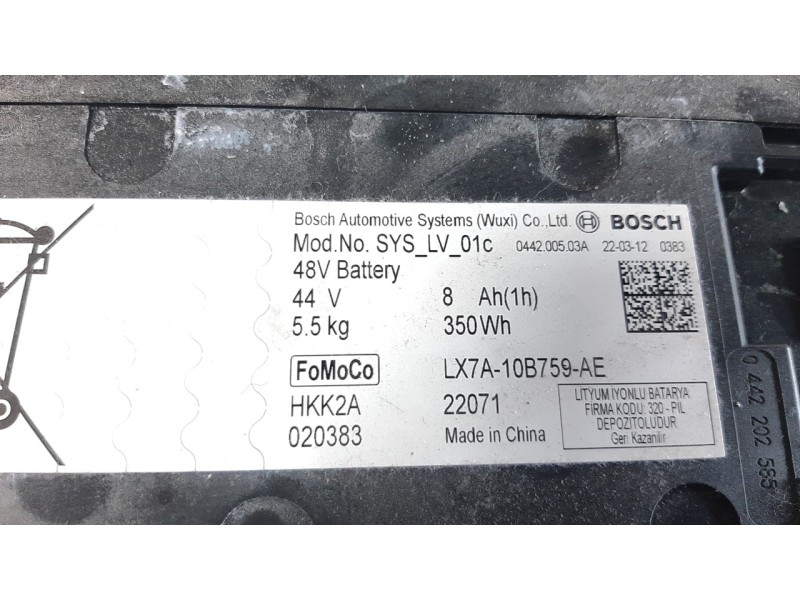 Bosch Automotive Systems (Wuxi) Co.,Ltd. BOSCH
Mod.No. SYS_LV_01c 0442.005.03A 22-03-12 0383
48V Battery
44 V 8 Ah(1h)
5.5 kg 350Wh
FoMoCo LX7A-10B759-AE
HKK2A 22071
020383 Made in China
LITYUM İYONLU BATARYA
FIRMA KODU: 320 - PIL
DEPOZITOLUDUR
Geri Kazanılır
0 442 202 585